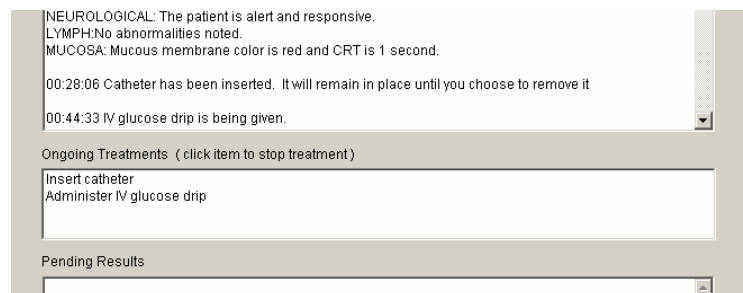 NEUROLOGICAL: The patient is alert and responsive.
LYMPH:No abnormalities noted.
MUCOSA: Mucous membrane color is red and CRT is 1 second.
00:28:06 Catheter has been inserted.  It will remain in place until you choose to remove it
00:44:33 IV glucose drip is being given.
Ongoing Treatments  ( click item to stop treatment )
Insert catheter
Administer IV glucose drip
Pending Results